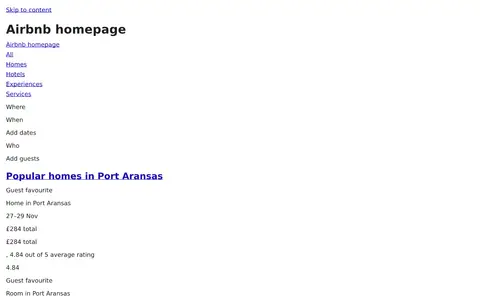 Skip to content
Airbnb homepage
Airbnb homepage
All
Homes
Hotels
Experiences
Services
Where
When
Add dates
Who
Add guests
Popular homes in Port Aransas
Guest favourite
Home in Port Aransas
27–29 Nov
£284 total
£284 total
, 4.84 out of 5 average rating
4.84
Guest favourite
Room in Port Aransas